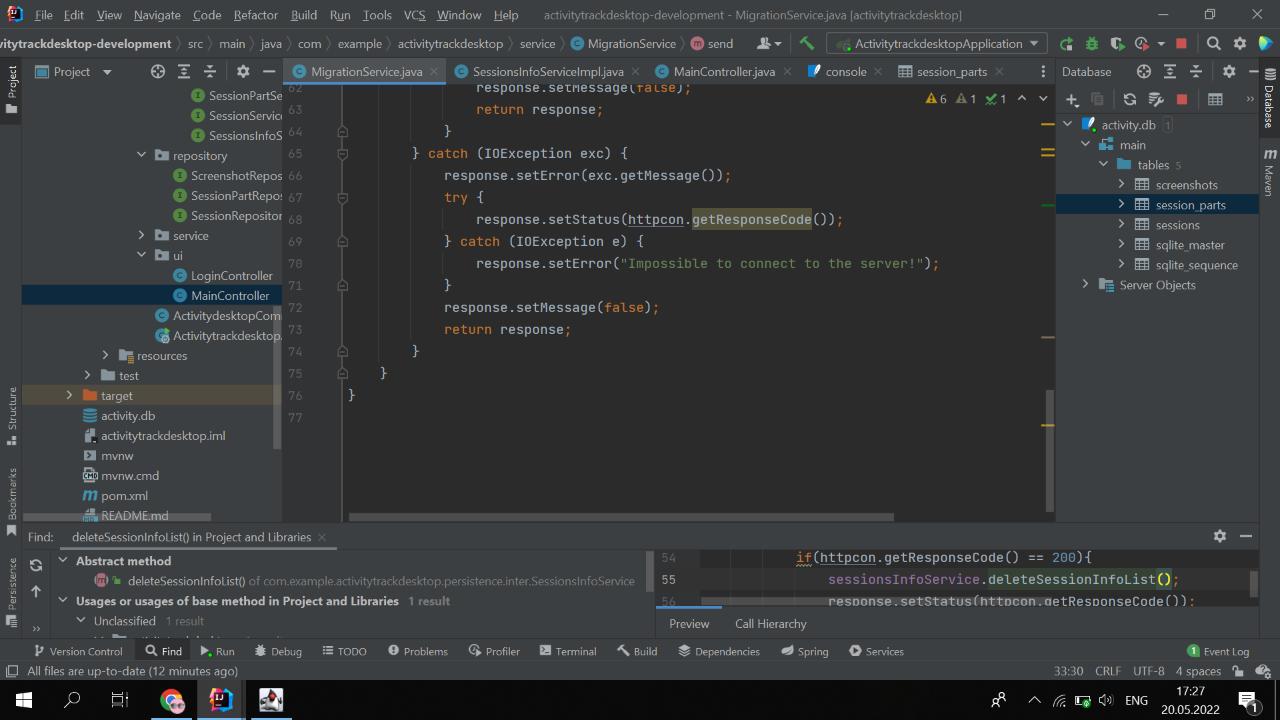 File Edit View Navigate Code Refactor Build Run Tools VCS Window Help activitytrackdesktop-development - MigrationService.java [activitytrackdesktop]
vitytrackdesktop-development src main java com example activitytrackdesktop service MigrationService send ActivitytrackdesktopApplication
Project
Project
MigrationService.java SessionsInfoServiceImpl.java MainController.java console session_parts
Database
SessionPartSe
SessionService
SessionsInfoS
repository
ScreenshotRepos
SessionPartRepos
SessionRepositor
service
ui
LoginController
MainController
ActivitydesktopCom
Activitytrackdesktop.
resources
test
target
activity.db
activitytrackdesktop.iml
mvnw
mvnw.cmd
pom.xml
README.md
6 1 1
62 response.setMessage(false);
63 return response;
64 }
65 } catch (IOException exc) {
66 response.setError(exc.getMessage());
67 try {
68 response.setStatus(httpcon.getResponseCode());
69 } catch (IOException e) {
70 response.setError("Impossible to connect to the server!");
71 }
72 response.setMessage(false);
73 return response;
74 }
75 }
76 }
77
activity.db 1
main
tables 5
screenshots
session_parts
sessions
sqlite_master
sqlite_sequence
Server Objects
Database
Maven
Structure
Bookmarks
Persistence
Find: deleteSessionInfoList() in Project and Libraries
Abstract method
deleteSessionInfoList() of com.example.activitytrackdesktop.persistence.inter.SessionsInfoService
Usages or usages of base method in Project and Libraries 1 result
Unclassified 1 result
54 if(httpcon.getResponseCode() == 200){
55 sessionsInfoService.deleteSessionInfoList();
56 response.setStatus(httpcon.getResponseCode());
Preview Call Hierarchy
Version Control Find Run Debug TODO Problems Profiler Terminal Build Dependencies Spring Services 1 Event Log
All files are up-to-date (12 minutes ago) 33:30 CRLF UTF-8 4 spaces
ENG 17:27
20.05.2022 1